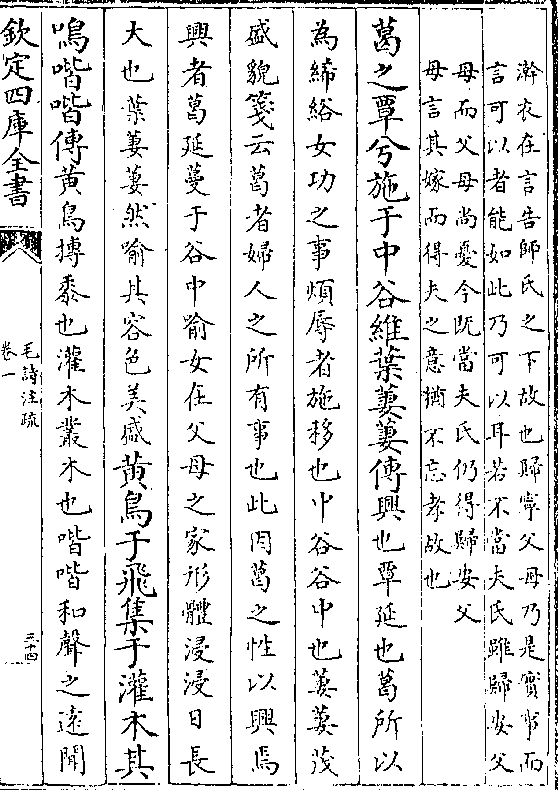 澣衣在言告師氏之下故也歸寧父母乃是實事而
言可以者能如此乃可以耳若不當夫氏雖歸安父
母而父母尚憂今既當夫氏仍得歸安父
母言其嫁而得夫之意猶不忘孝故也
葛之覃兮施于中谷維葉萋萋傳興也覃延也葛所以
為絺綌女功之事煩辱者施移也中谷谷中也萋萋茂
盛貌箋云葛者婦人之所有事也此因葛之性以興焉
興者葛延蔓于谷中喻女在父母之家形體浸浸日長
大也葉萋萋然喻其容色美盛黄鳥于飛集于灌木其
鳴喈喈傳黄鳥摶黍也灌木叢木也喈喈和聲之逺聞
欽定四庫全書
毛詩注疏
卷一
三十四